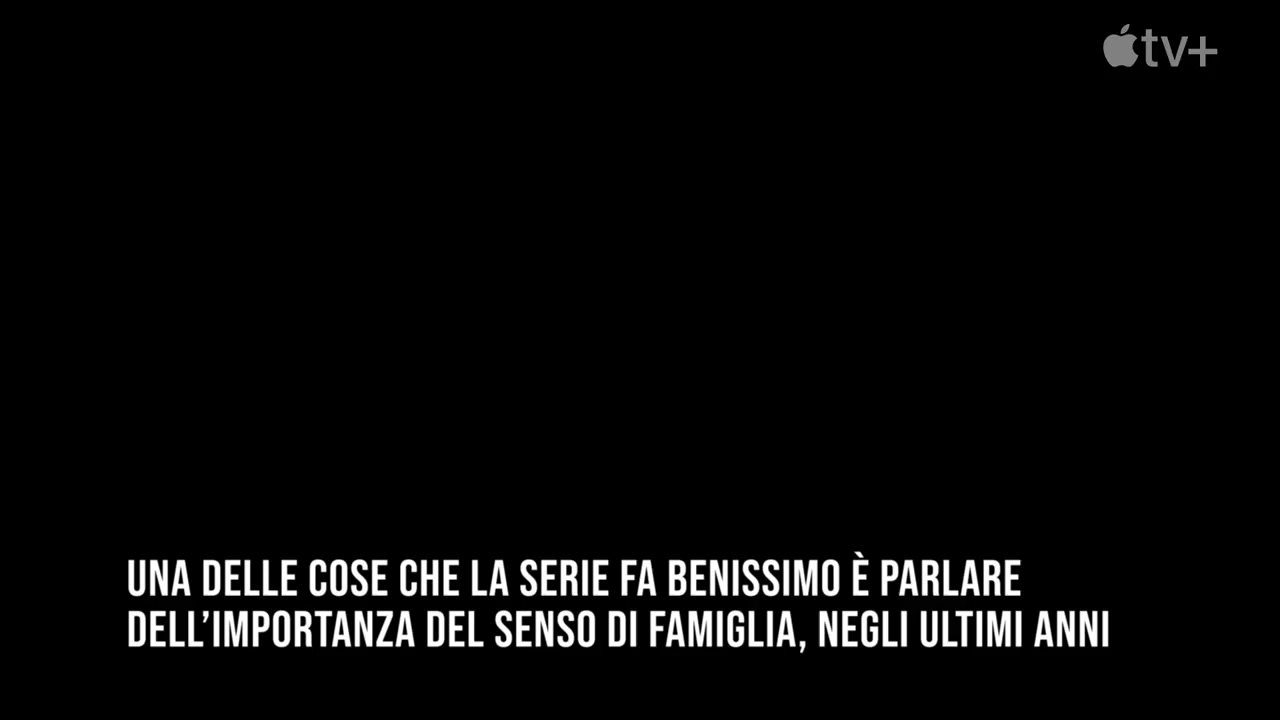 tv+
UNA DELLE COSE CHE LA SERIE FA BENISSIMO È PARLARE
DELL’IMPORTANZA DEL SENSO DI FAMIGLIA, NEGLI ULTIMI ANNI